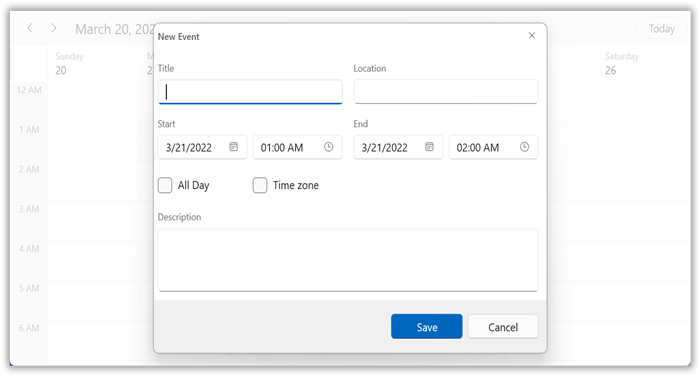 March 20, 202
Today
Sunday
20
M
2
Saturday
26
12 AM
1 AM
2 AM
3 AM
4 AM
5 AM
6 AM
New Event
Title
Location
Start
End
3/21/2022
01:00 AM
3/21/2022
02:00 AM
All Day
Time zone
Description
Save
Cancel